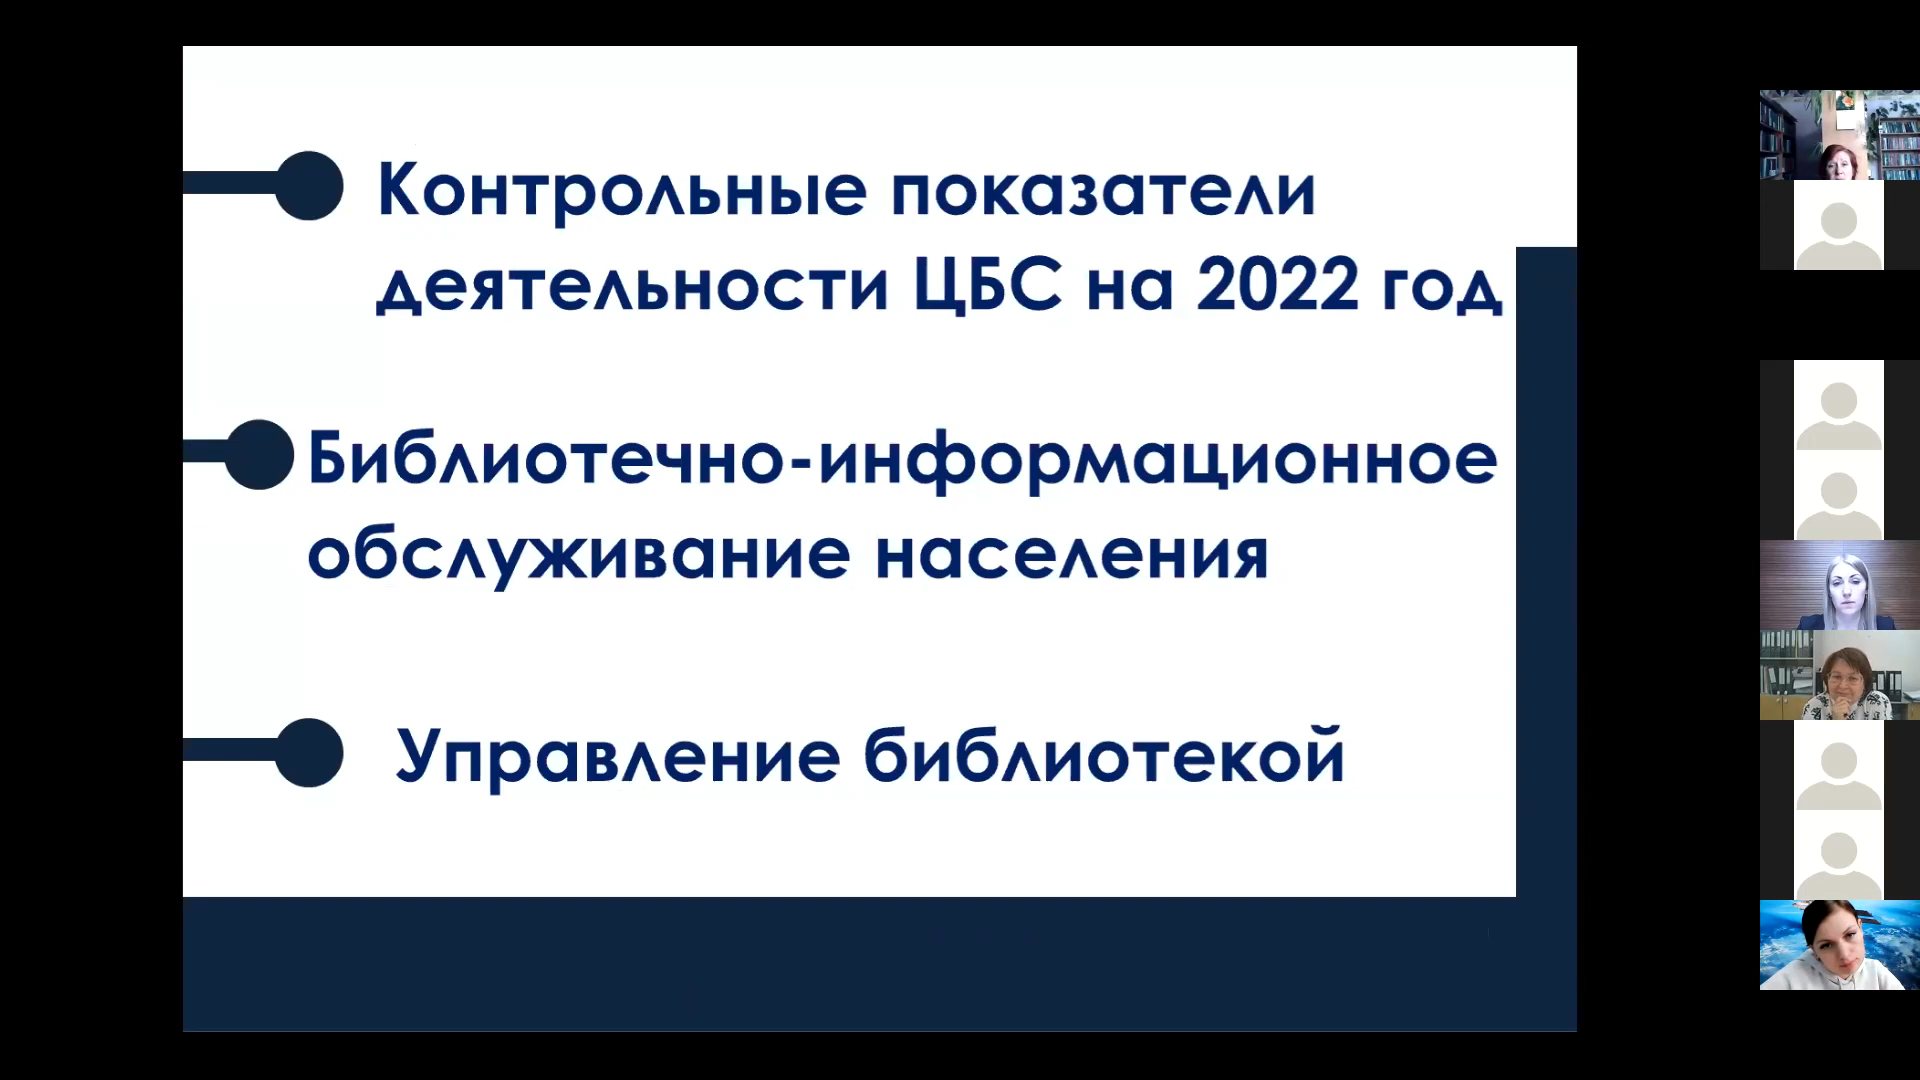 Контрольные показатели
деятельности ЦБС на 2022 год
Библиотечно-информационное
обслуживание населения
Управление библиотекой